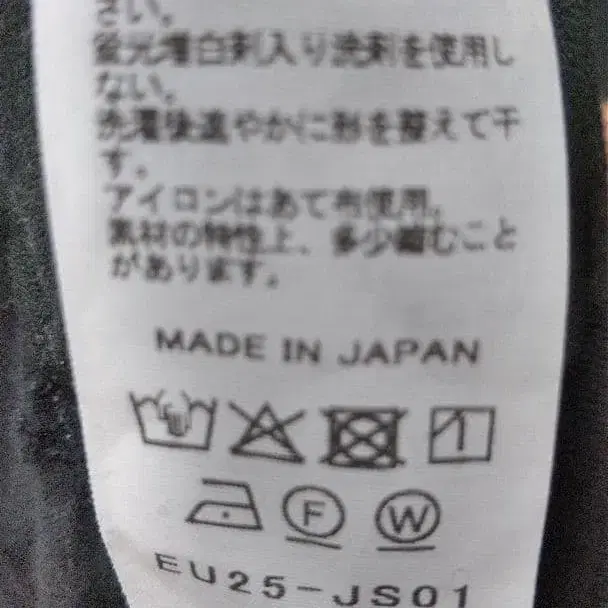 さい。
蛍光増白剤入り洗剤を使用し
ない。
洗濯後速やかに形を整えて干
す。
アイロンはあて布使用。
素材の特性上、多少縮むこと
があります。
MADE IN JAPAN
F W
EU25-JS01